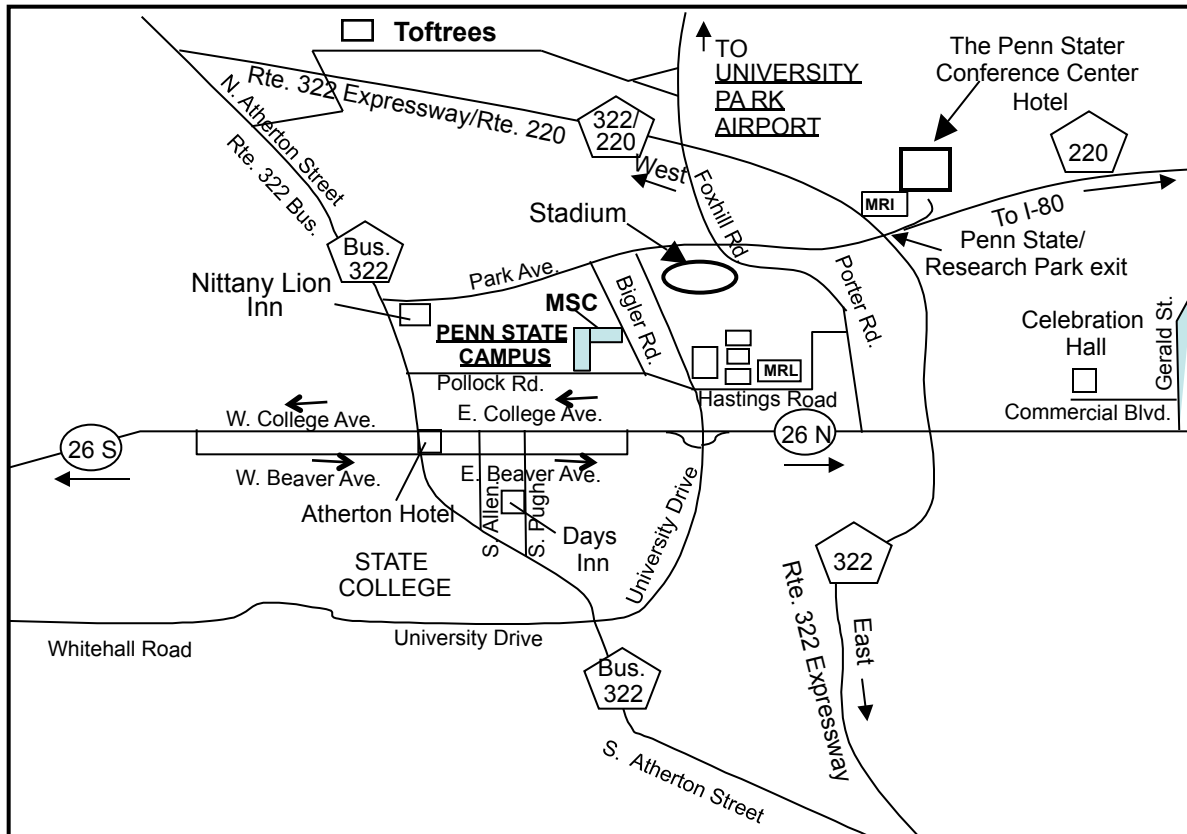 Toftrees
TO
UNIVERSITY
PARK
AIRPORT
The Penn Stater
Conference Center
Hotel
N. Atherton Street
Rte. 322 Bus.
Rte. 322 Expressway/Rte. 220
322/
220
West
220
Foxhill Rd
MRI
To I-80
Stadium
Penn State/
Research Park exit
Bus.
322
Park Ave.
Porter Rd.
Nittany Lion
Inn
MSC
Bigler Rd.
PENN STATE
CAMPUS
Celebration
Hall
Gerald St.
MRL
Pollock Rd.
Hastings Road
Commercial Blvd.
W. College Ave.
E. College Ave.
26 S
26 N
W. Beaver Ave.
E. Beaver Ave.
Atherton Hotel
S. Allen
S. Pugh
Days
Inn
University Drive
STATE
COLLEGE
322
Whitehall Road
University Drive
Rte. 322 Expressway
East
Bus.
322
S. Atherton Street